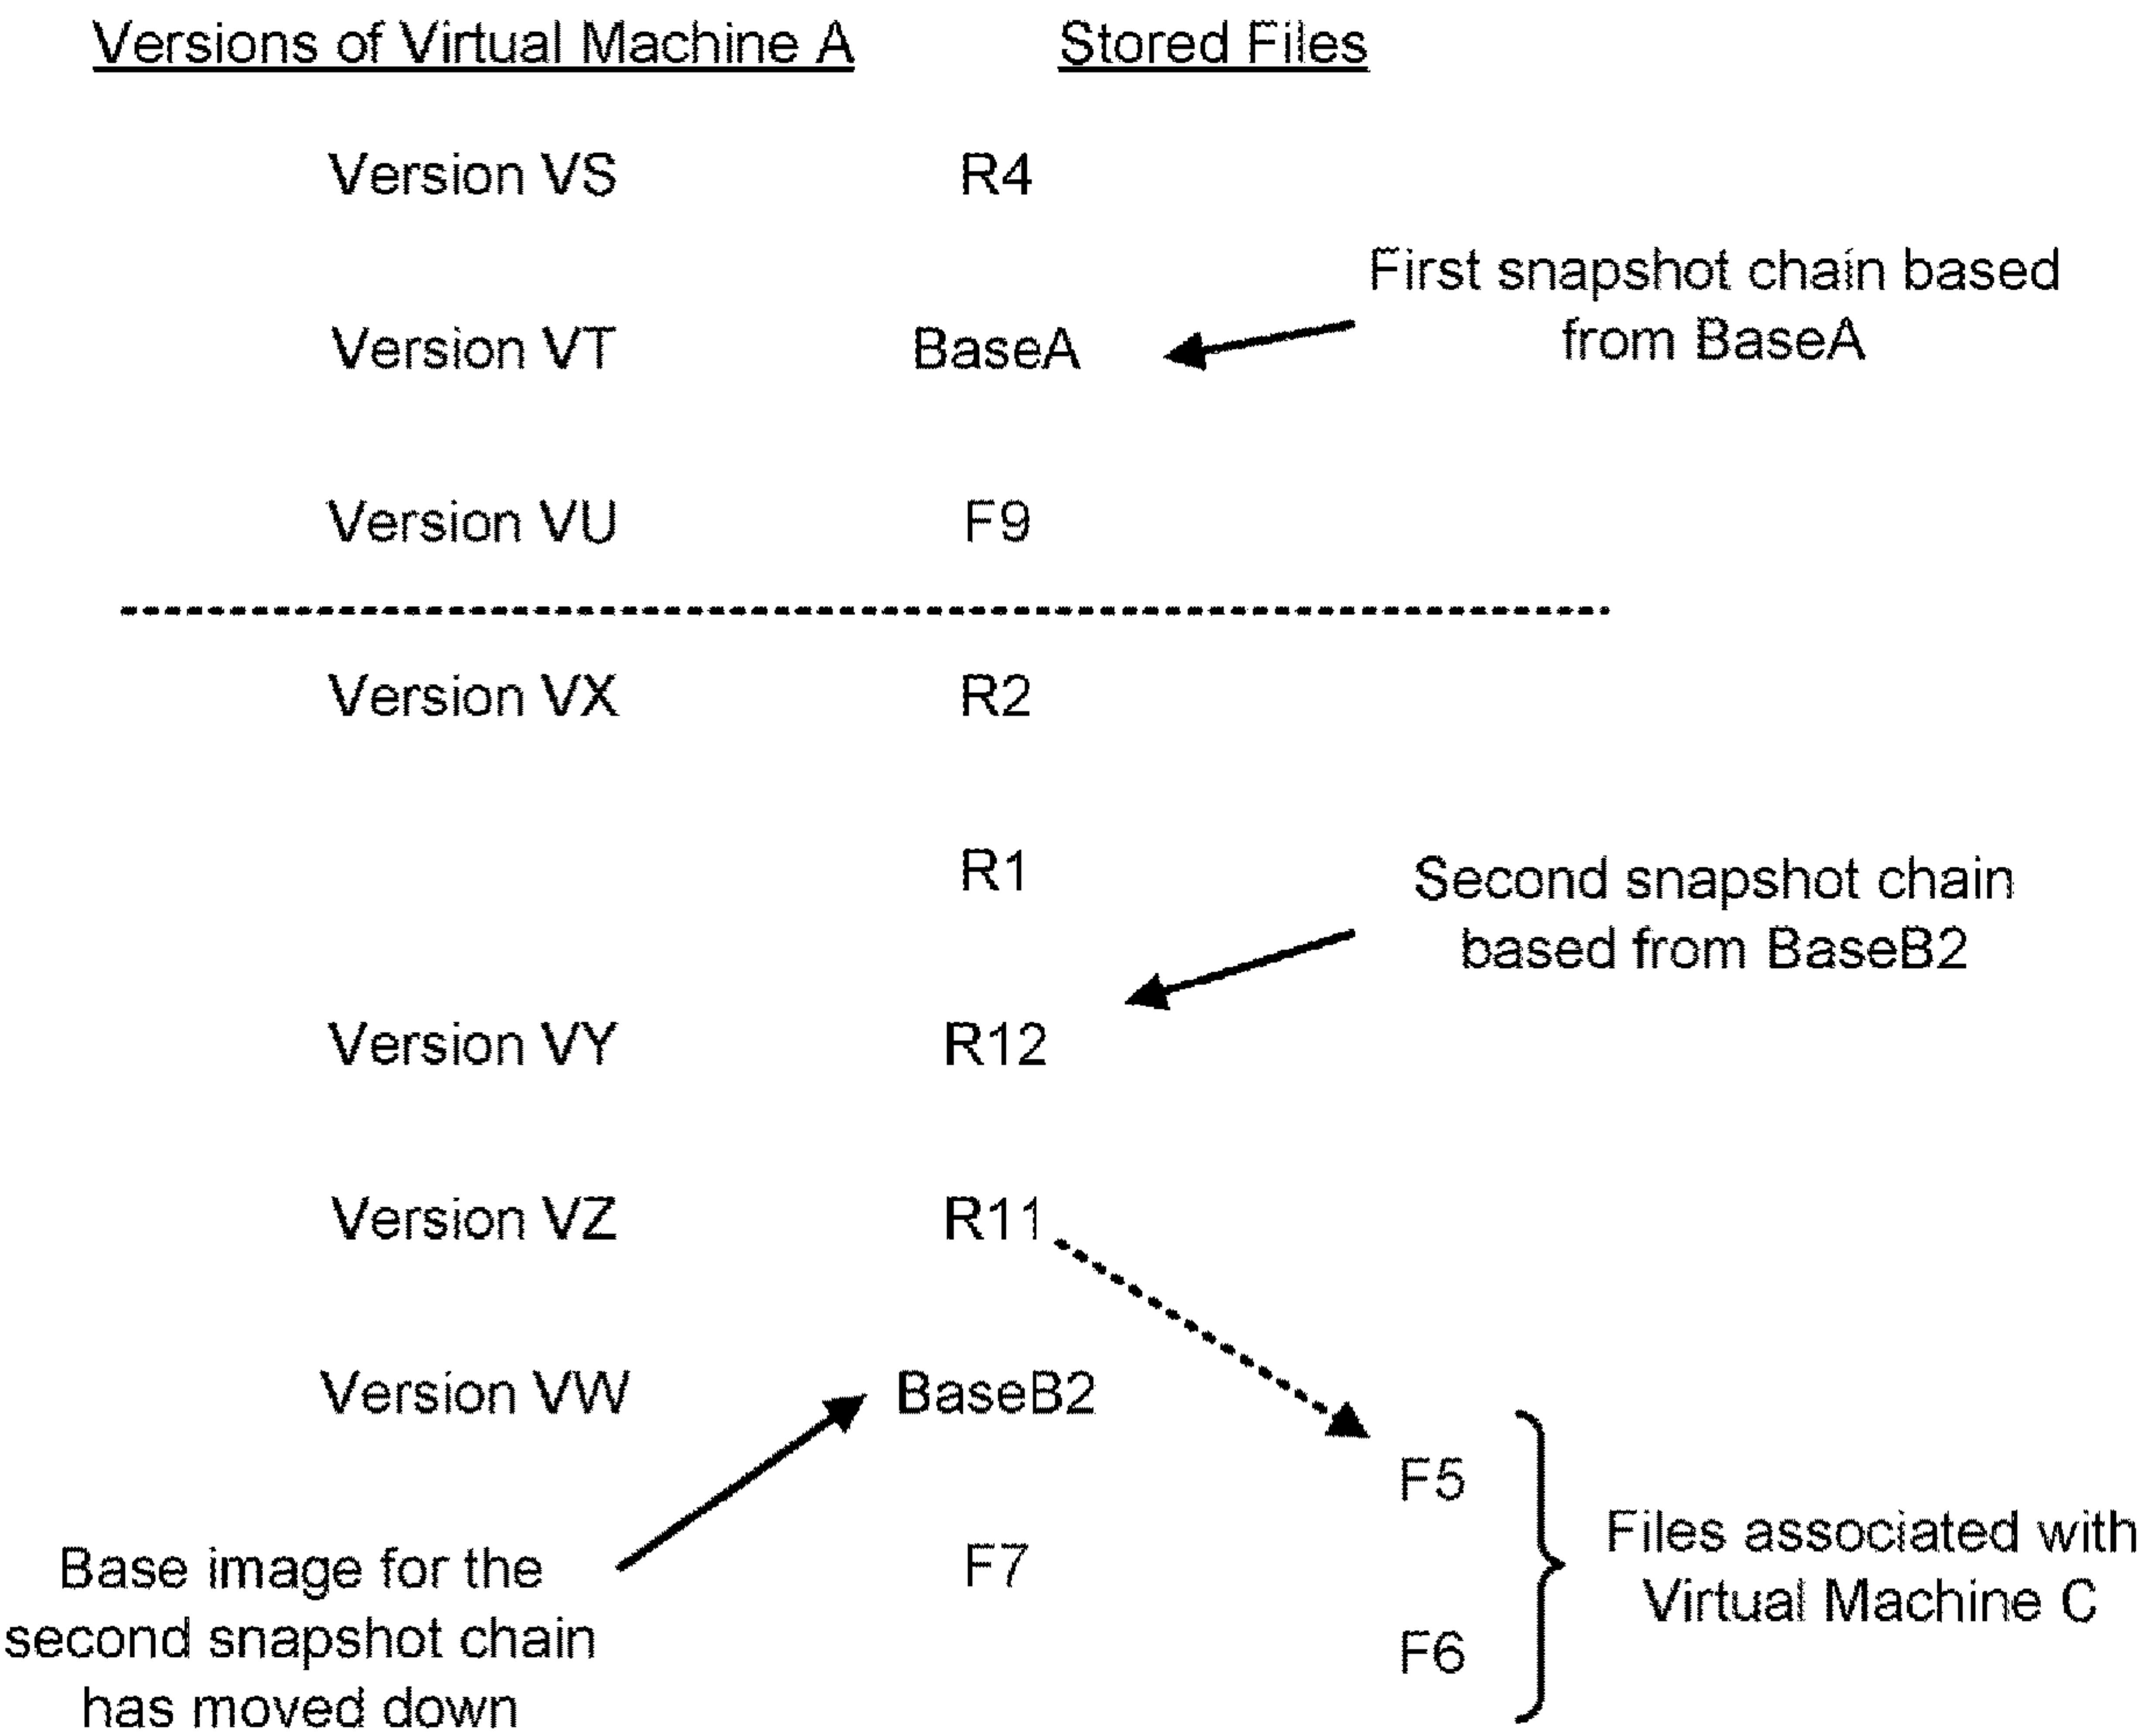 Versions of Virtual Machine A Stored Files
Version VS R4
First snapshot chain based
from BaseA
Version VT BaseA
Version VU F9
Version VX R2
R1
Second snapshot chain
based from BaseB2
Version VY R12
Version VZ R11
Version VW BaseB2
F5
F7
F6
Files associated with
Virtual Machine C
Base image for the
second snapshot chain
has moved down